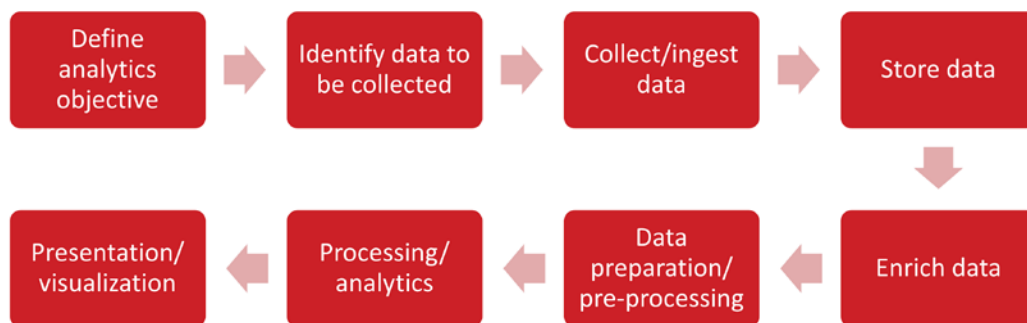 Define
analytics
objective
Identify data to
be collected
Collect/ingest
data
Store data
Enrich data
Data
preparation/
pre-processing
Processing/
analytics
Presentation/
visualization